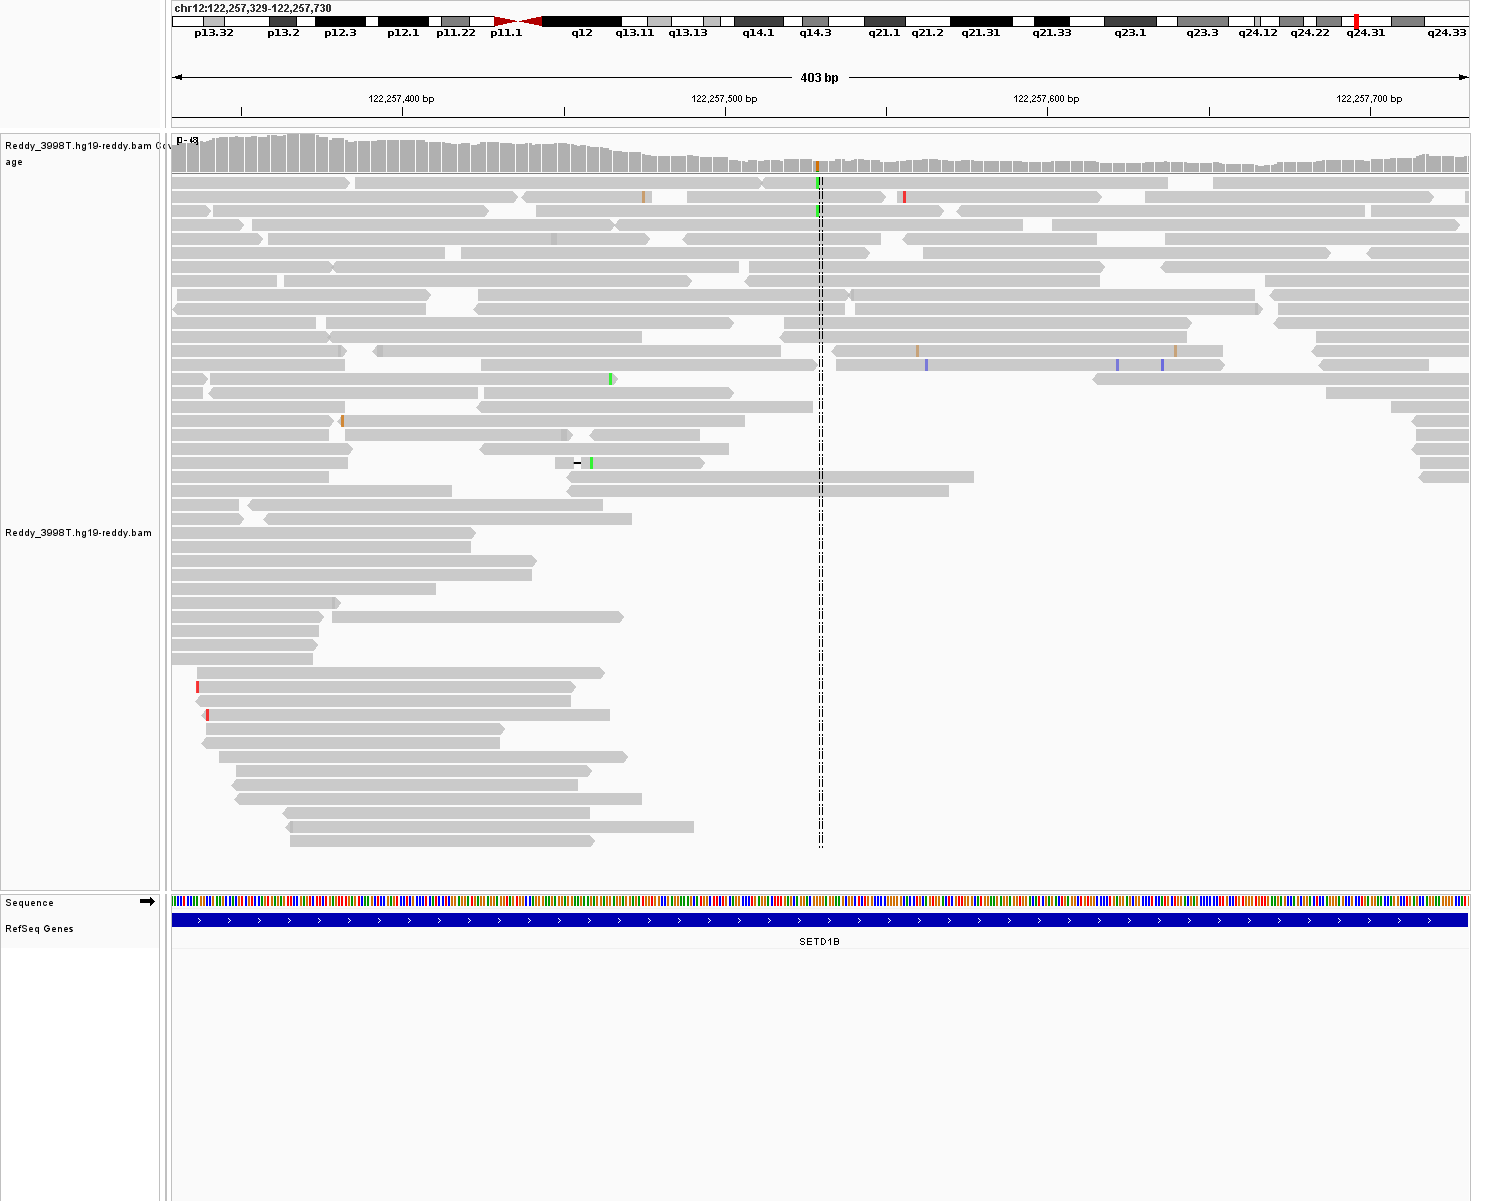 chr12:122,257,329-122,257,730
p13.32 p13.2 p12.3 p12.1 p11.22 p11.1 q12 q13.11 q13.13 q14.1 q14.3 q21.1 q21.2 q21.31 q21.33 q23.1 q23.3 q24.12 q24.22 q24.31 q24.33
403 bp
122,257,400 bp 122,257,500 bp 122,257,600 bp 122,257,700 bp
Reddy_3998T.hg19-reddy.bam Cov
age
Reddy_3998T.hg19-reddy.bam
Sequence
RefSeq Genes
SETD1B